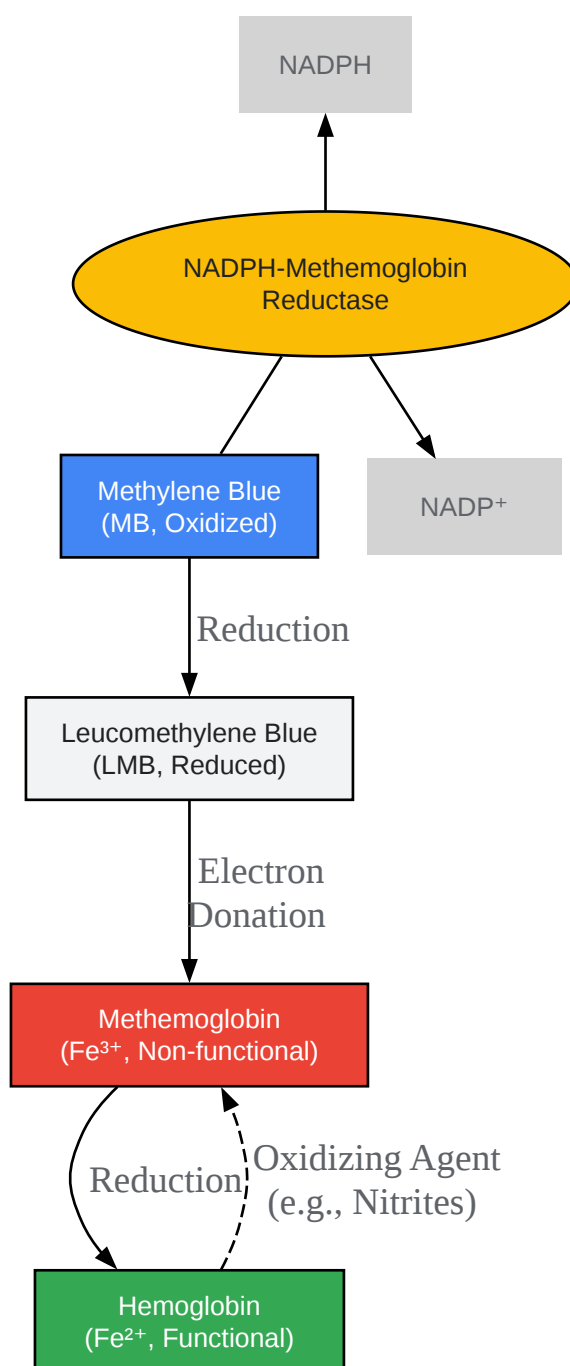 NADPH
NADPH-Methemoglobin
Reductase
Methylene Blue
(MB, Oxidized)
NADP⁺
Reduction
Leucomethylene Blue
(LMB, Reduced)
Electron
Donation
Methemoglobin
(Fe³⁺, Non-functional)
Reduction
Oxidizing Agent
(e.g., Nitrites)
Hemoglobin
(Fe²⁺, Functional)